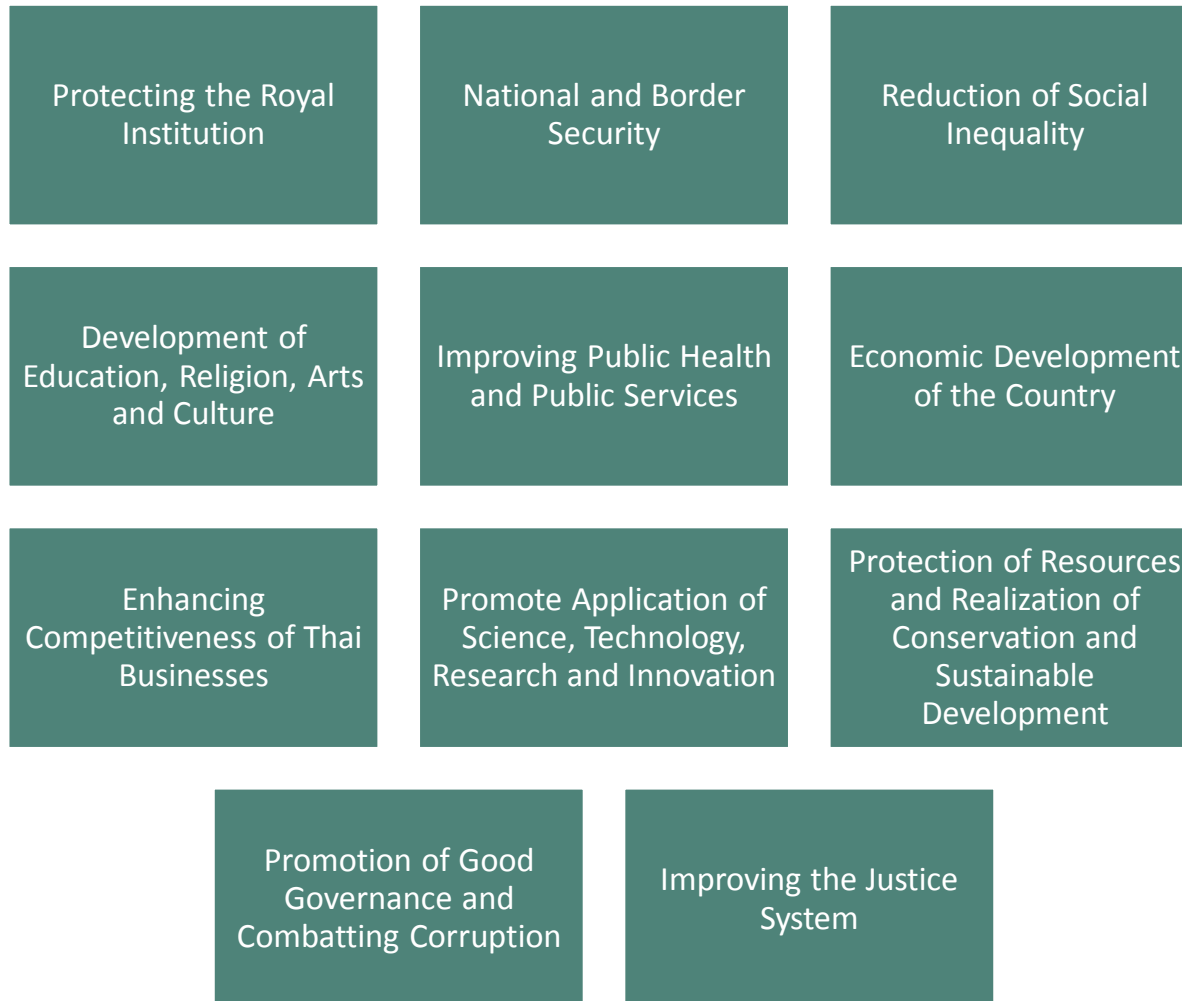 Protecting the Royal
Institution
National and Border
Security
Reduction of Social
Inequality
Development of
Education, Religion, Arts
and Culture
Improving Public Health
and Public Services
Economic Development
of the Country
Enhancing
Competitiveness of Thai
Businesses
Promote Application of
Science, Technology,
Research and Innovation
Protection of Resources
and Realization of
Conservation and
Sustainable
Development
Promotion of Good
Governance and
Combatting Corruption
Improving the Justice
System